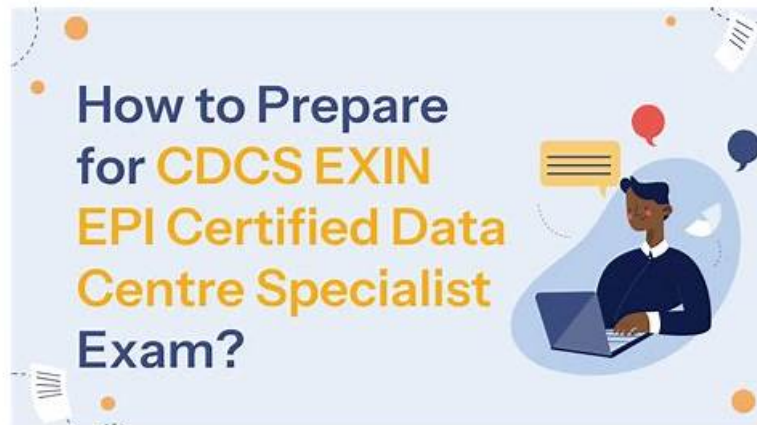 How to Prepare
for CDCS EXIN
EPI Certified Data
Centre Specialist
Exam?